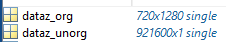 dataz_org 720x1280 single
dataz_unorg 921600x1 single